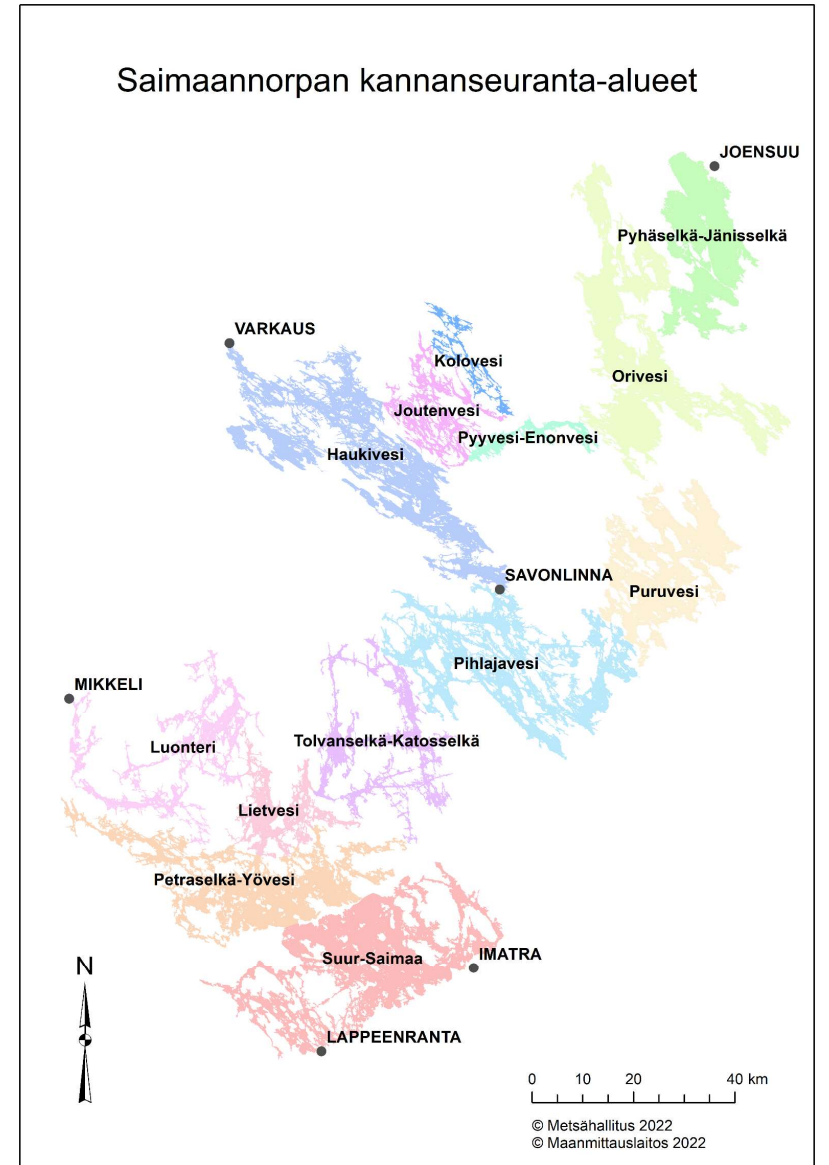 Saimaannorpan kannanseuranta-alueet
JOENSUU
Pyhäselkä-Jänisselkä
VARKAUS
Kolovesi
Orivesi
Joutenvesi
Pyyvesi-Enonvesi
Haukivesi
SAVONLINNA
Puruvesi
Pihlajavesi
MIKKELI
Luonteri
Tolvanselkä-Katosselkä
Lietvesi
Petraselkä-Yövesi
Suur-Saimaa
IMATRA
N
LAPPEENRANTA
0 10 20 40 km
© Metsähallitus 2022
© Maanmittauslaitos 2022